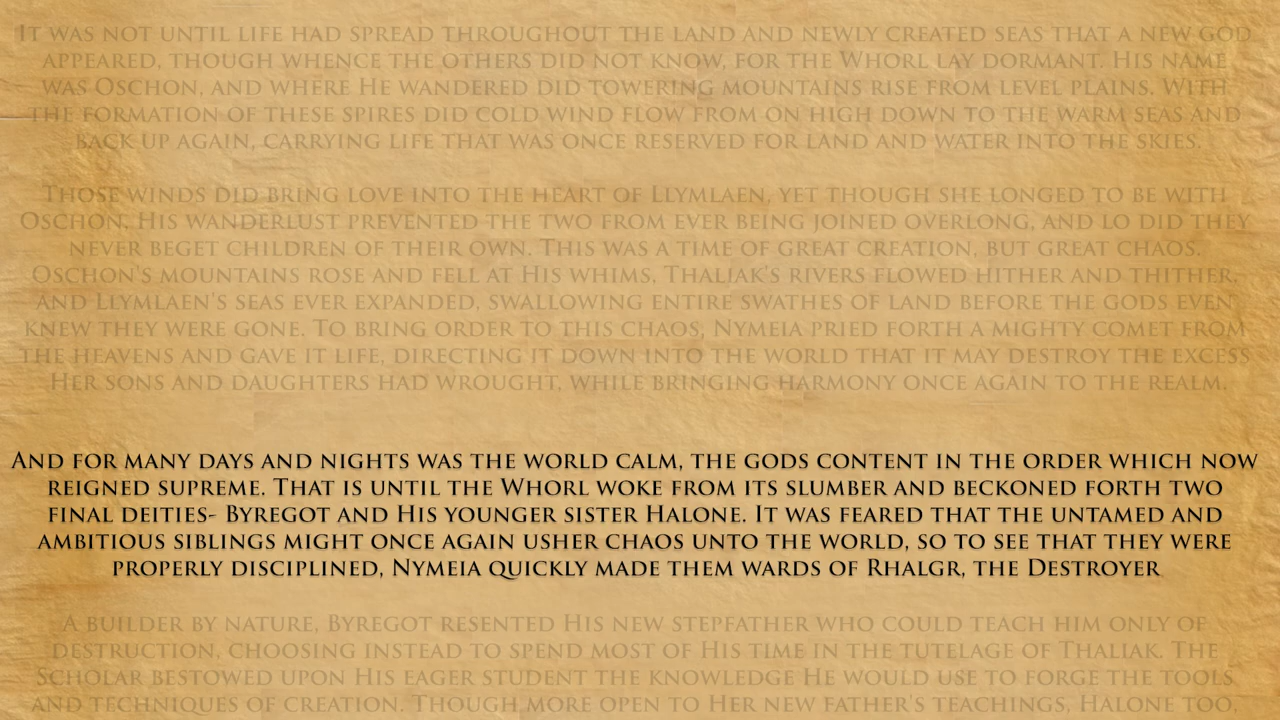 It was not until life had spread throughout the land and newly created seas that a new god
appeared, though whence the others did not know, for the Whorl lay dormant. His name
was Oschon, and where He wandered did towering mountains rise from level plains. With
the formation of these spires did cold wind flow from on high down to the warm seas and
back up again, carrying life that was once reserved for land and water into the skies.
Those winds did bring love into the heart of Llymlaen, yet though she longed to be with
Oschon, His wanderlust prevented the two from ever being joined overlong, and lo did they
never beget children of their own. This was a time of great creation, but great chaos.
Oschon's mountains rose and fell at His whims, Thaliak's rivers flowed hither and thither,
and Llymlaen's seas ever expanded, swallowing entire swathes of land before the gods even
knew they were gone. To bring order to this chaos, Nymeia pried forth a mighty comet from
the heavens and gave it life, directing it down into the world that it may destroy the excess
Her sons and daughters had wrought, while bringing harmony once again to the realm.
And for many days and nights was the world calm, the gods content in the order which now
reigned supreme. That is until the Whorl woke from its slumber and beckoned forth two
final deities- Byregot and His younger sister Halone. It was feared that the untamed and
ambitious siblings might once again usher chaos unto the world, so to see that they were
properly disciplined, Nymeia quickly made them wards of Rhalgr, the Destroyer
A builder by nature, Byregot resented His new stepfather who could teach him only of
destruction, choosing instead to spend most of His time in the tutelage of Thaliak. The
Scholar bestowed upon His eager student the knowledge He would use to forge the tools
and techniques of creation. Though more open to Her new father's teachings, Halone too,